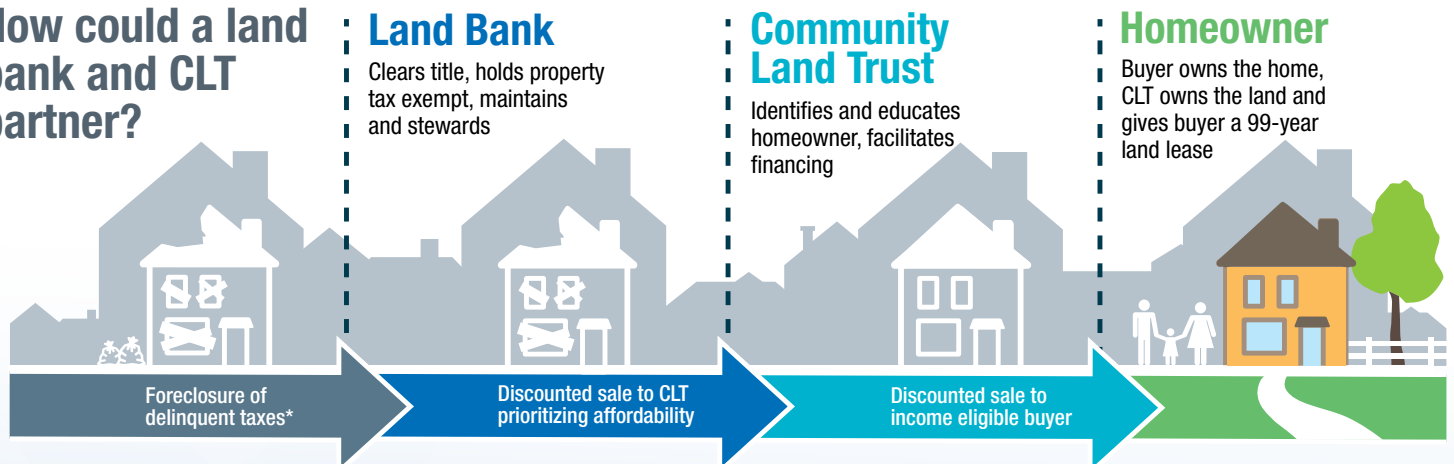 How could a land
bank and CLT
partner?
Land Bank
Clears title, holds property
tax exempt, maintains
and stewards
Community
Land Trust
Identifies and educates
homeowner, facilitates
financing
Homeowner
Buyer owns the home,
CLT owns the land and
gives buyer a 99-year
land lease
Foreclosure of
delinquent taxes*
Discounted sale to CLT
prioritizing affordability
Discounted sale to
income eligible buyer